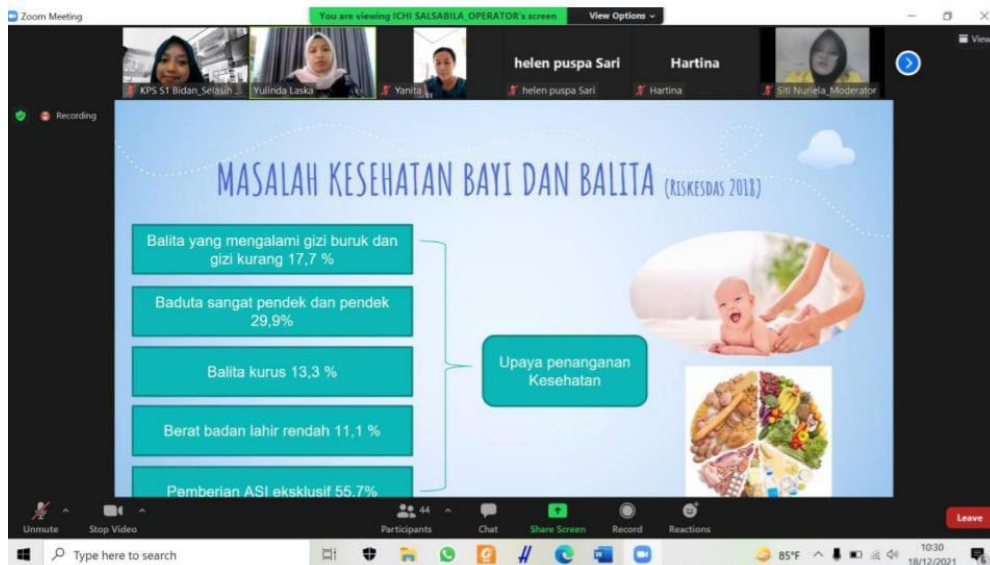 Zoom Meeting
You are viewing ICHI SALSABILA_OPERATOR's screen
View Options
View
KPS S1 Bidan_Selasih ...
Yulinda Laska
Yanita
helen puspa Sari
helen puspa Sari
Hartina
Hartina
Siti Nurlela_Moderator
Recording
MASALAH KESEHATAN BAYI DAN BALITA (RISKESDAS 2018)
Balita yang mengalami gizi buruk dan
gizi kurang 17,7 %
Baduta sangat pendek dan pendek
29,9%
Balita kurus 13,3 %
Berat badan lahir rendah 11,1 %
Pemberian ASI eksklusif 55,7%
Upaya penanganan
Kesehatan
Unmute
Stop Video
44
Participants
Chat
Share Screen
Record
Reactions
Leave
Type here to search
85°F
10:30
18/12/2021